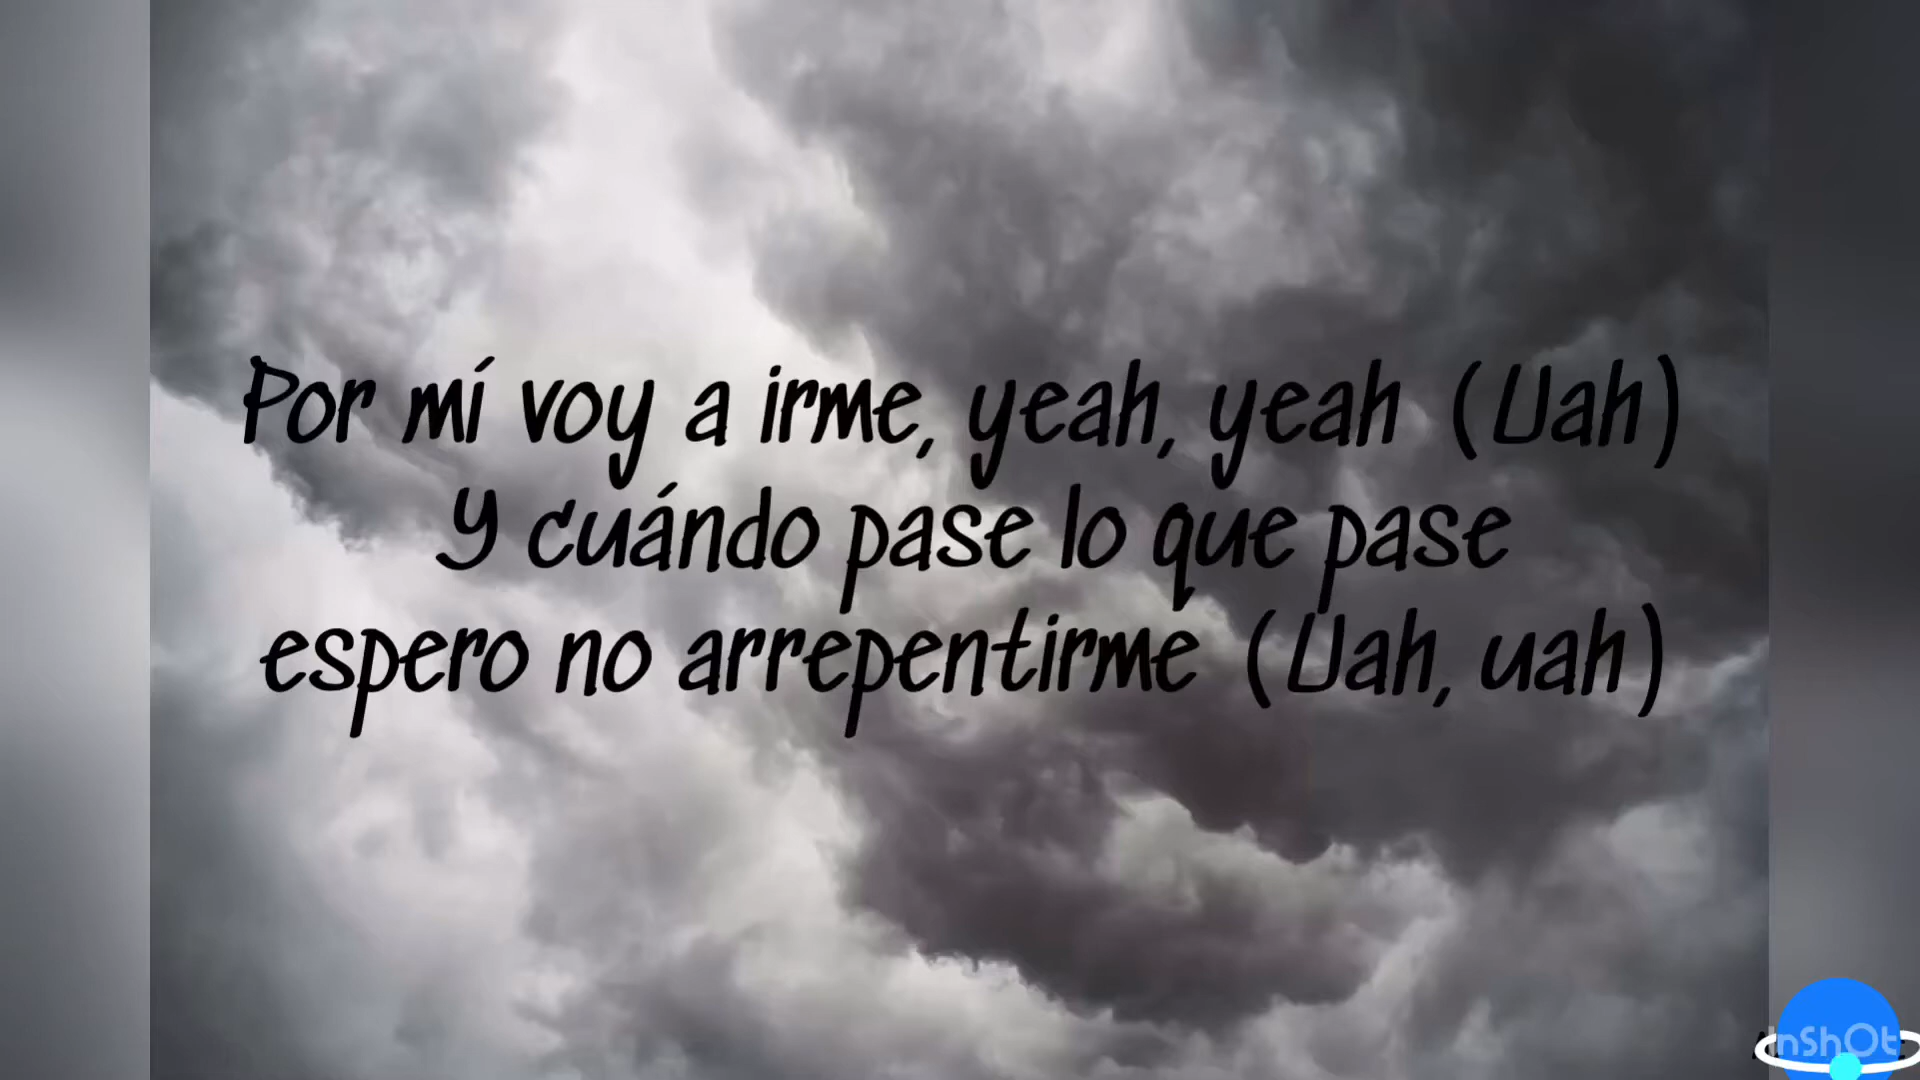 Por mí voy a irme, yeah, yeah (Uah)
Y cuándo pase lo que pase
espero no arrepentirme (Uah, uah)
InShOt